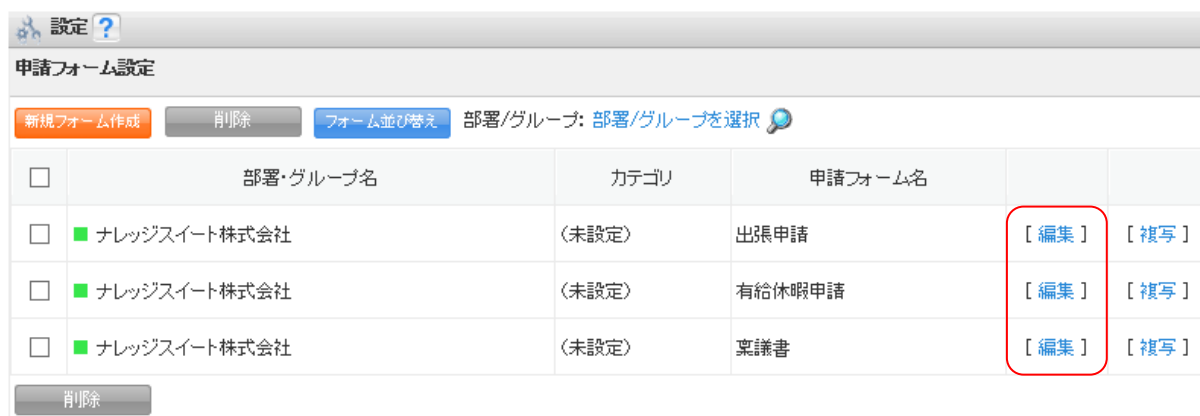 設定 ?
申請フォーム設定
新規フォーム作成 削除 フォーム並び替え 部署/グループ: 部署/グループを選択
部署・グループ名 カテゴリ 申請フォーム名
ナレッジスイート株式会社 (未設定) 出張申請 [ 編集 ] [ 複写 ]
ナレッジスイート株式会社 (未設定) 有給休暇申請 [ 編集 ] [ 複写 ]
ナレッジスイート株式会社 (未設定) 稟議書 [ 編集 ] [ 複写 ]
削除